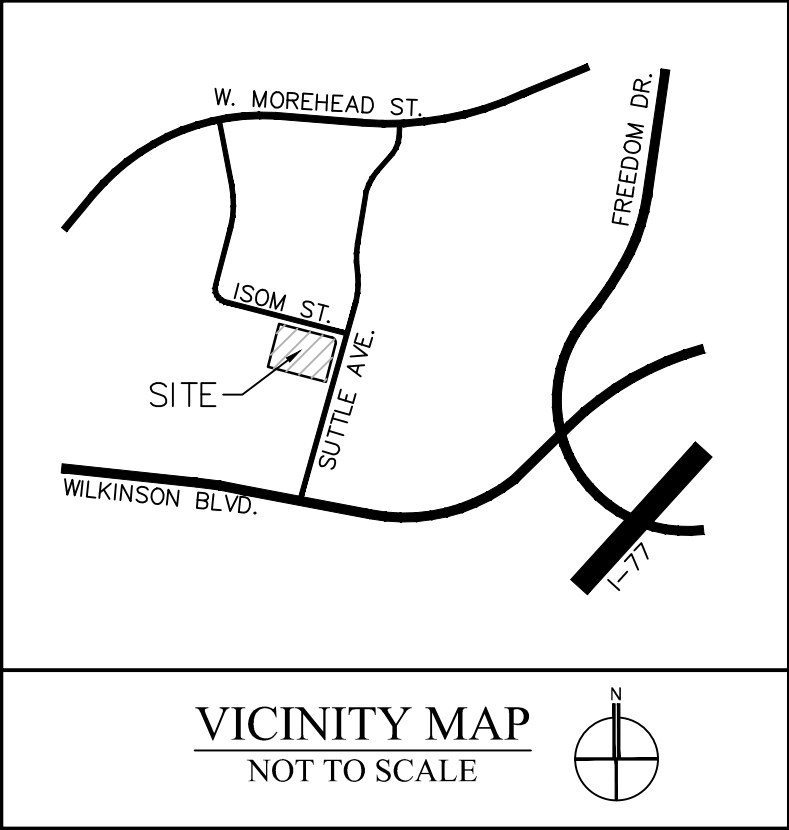 W. MOREHEAD ST.
FREEDOM DR.
ISOM ST.
SUTTLE AVE.
SITE
WILKINSON BLVD.
I-77
VICINITY MAP
NOT TO SCALE
N